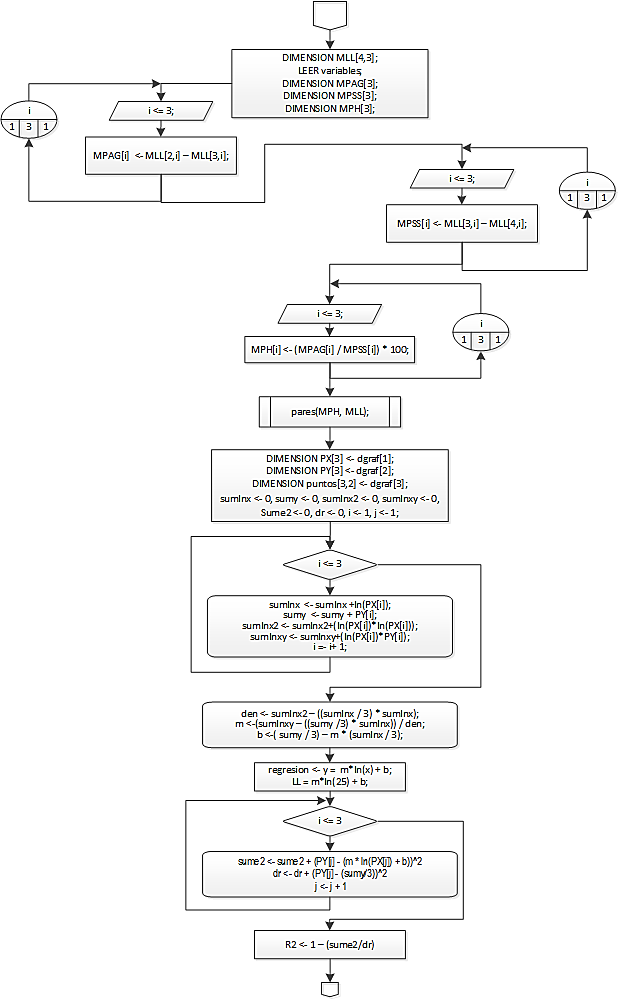 DIMENSION MLL[4,3];
LEER variables;
DIMENSION MPAG[3];
DIMENSION MPSS[3];
DIMENSION MPH[3];
i <= 3;
i
1 3 1
MPAG[i] <- MLL[2,i] – MLL[3,i];
i <= 3;
i
1 3 1
MPSS[i] <- MLL[3,i] – MLL[4,i];
i <= 3;
i
1 3 1
MPH[i] <- (MPAG[i] / MPSS[i]) * 100;
pares(MPH, MLL);
DIMENSION PX[3] <- dgraf[1];
DIMENSION PY[3] <- dgraf[2];
DIMENSION puntos[3,2] <- dgraf[3];
sumlnx <- 0, sumy <- 0, sumlnx2 <- 0, sumlnxy <- 0,
Sume2 <- 0, dr <- 0, i <- 1, j <- 1;
i <= 3
sumlnx <- sumlnx +ln(PX[i]);
sumy <- sumy + PY[i];
sumlnx2 <- sumlnx2+(ln(PX[i])*ln(PX[i]));
sumlnxy <- sumlnxy+(ln(PX[i])*PY[i]);
i =- i+ 1;
den <- sumlnx2 – ((sumlnx / 3) * sumlnx);
m <-(sumlnxy – ((sumy /3) * sumlnx)) / den;
b <-( sumy / 3) – m * (sumlnx / 3);
regresion <- y = m*ln(x) + b;
LL = m*ln(25) + b;
i <= 3
sume2 <- sume2 + (PY[j] - (m * ln(PX[j]) + b))^2
dr <- dr + (PY[j] - (sumy/3))^2
j <- j + 1
R2 <- 1 – (sume2/dr)